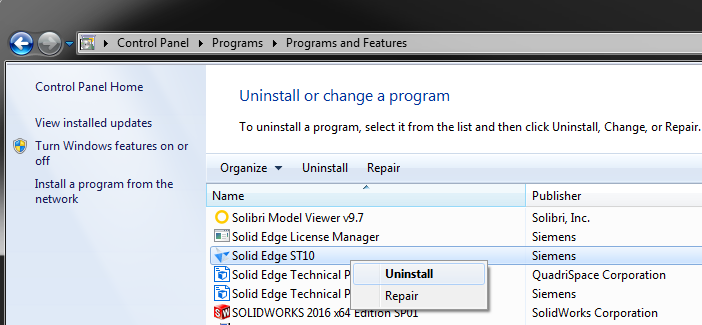 Control Panel ▸ Programs ▸ Programs and Features
Control Panel Home
View installed updates
Turn Windows features on or
off
Install a program from the
network
Uninstall or change a program
To uninstall a program, select it from the list and then click Uninstall, Change, or Repair.
Organize Uninstall Repair
Name Publisher
Solibri Model Viewer v9.7 Solibri, Inc.
Solid Edge License Manager Siemens
Solid Edge ST10 Siemens
Solid Edge Technical P QuadriSpace Corporation
Uninstall
Solid Edge Technical P Siemens
Repair
SOLIDWORKS 2016 x64 Edition SP01 SolidWorks Corporation